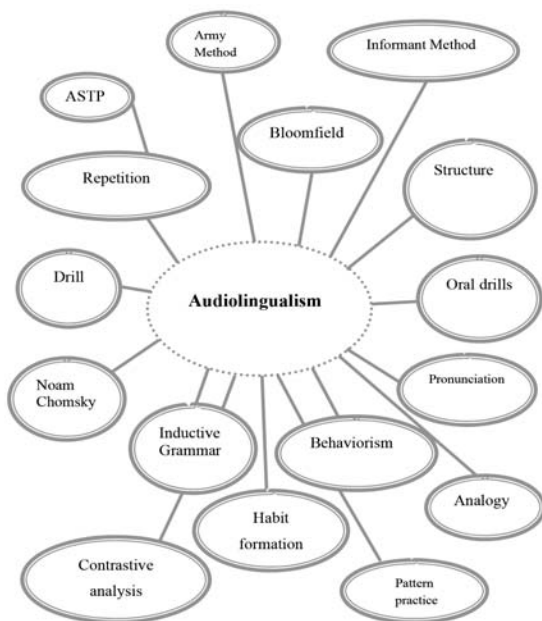 Army
Method
Informant Method
ASTP
Bloomfield
Repetition
Structure
Drill
Audiolingualism
Oral drills
Noam
Chomsky
Pronunciation
Inductive
Grammar
Behaviorism
Analogy
Habit
formation
Contrastive
analysis
Pattern
practice